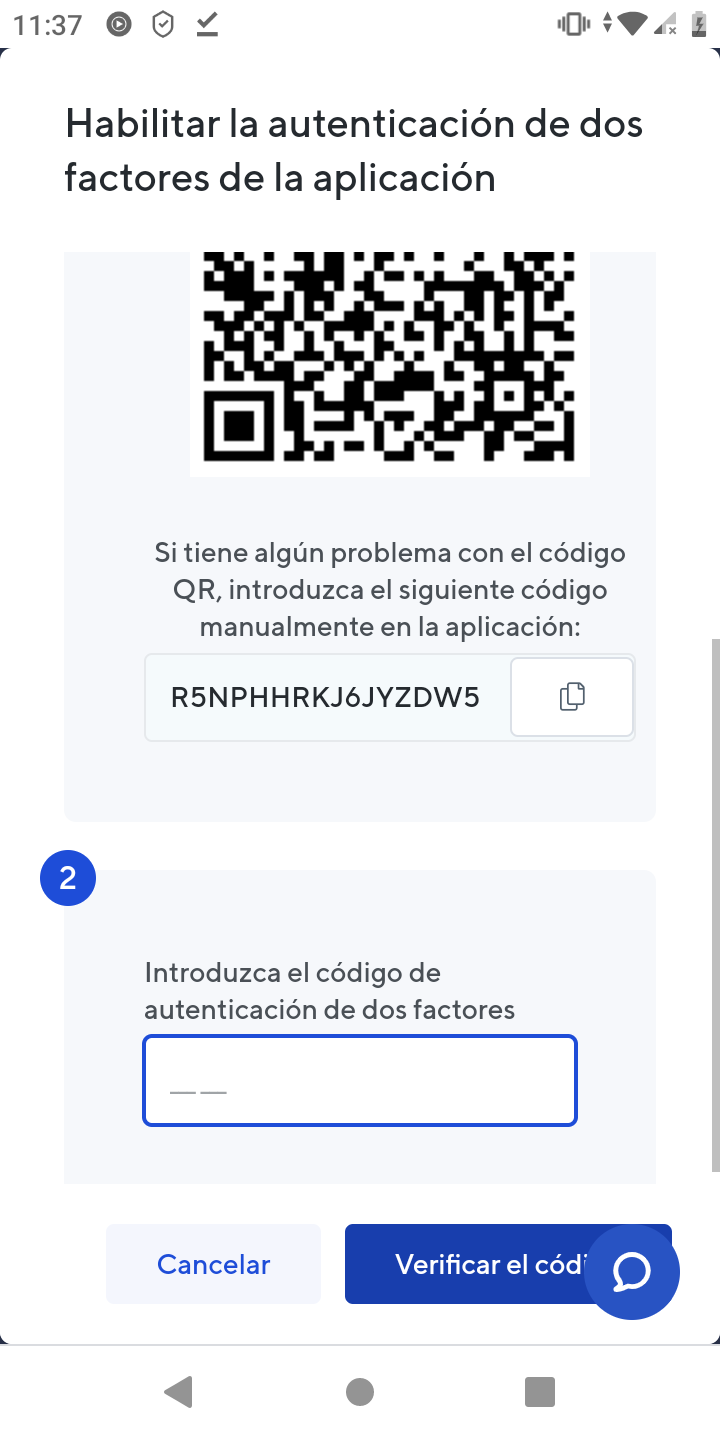 11:37
Habilitar la autenticación de dos
factores de la aplicación
Si tiene algún problema con el código
QR, introduzca el siguiente código
manualmente en la aplicación:
R5NPHHRKJ6JYZDW5
2
Introduzca el código de
autenticación de dos factores
— —
Cancelar
Verificar el códi